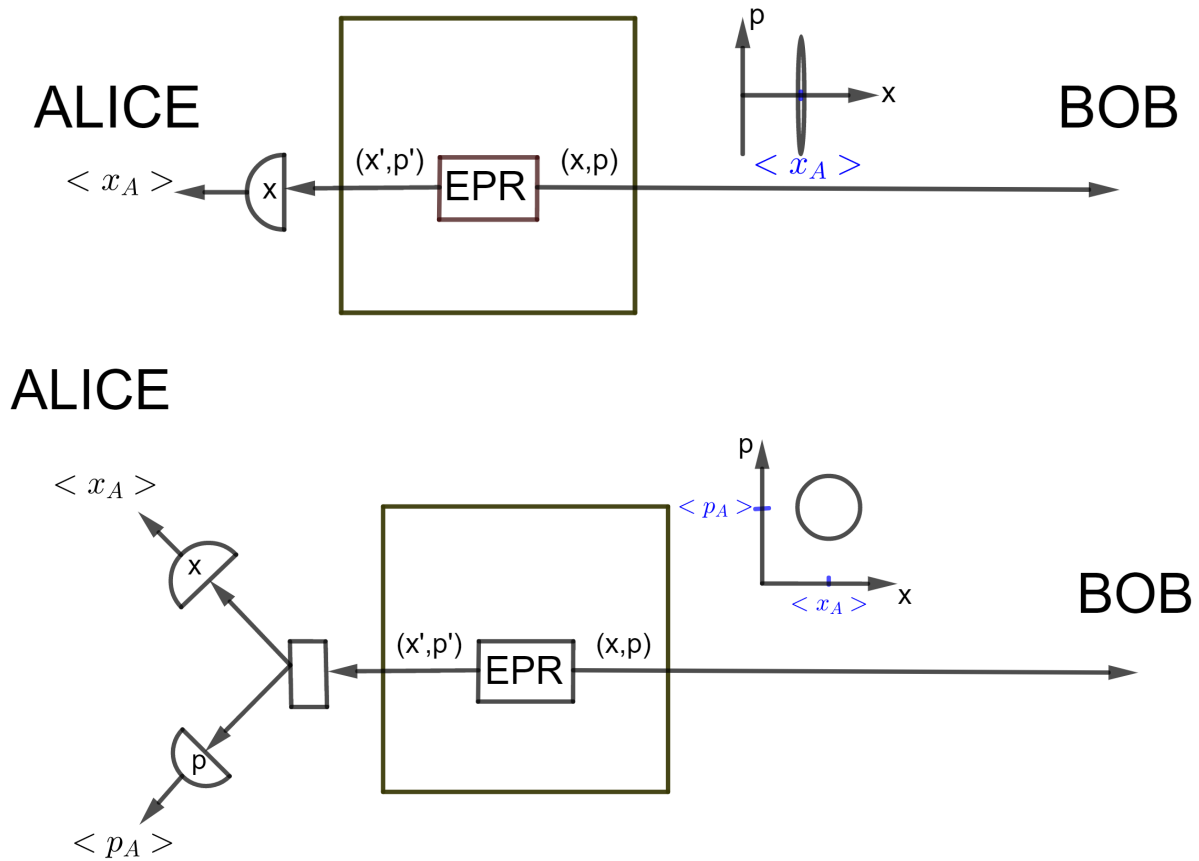 p
x
ALICE
BOB
(x',p')
(x,p)
< x_A >
< x_A >
x
EPR
ALICE
p
< x_A >
< p_A >
x
BOB
< x_A >
x
(x',p')
(x,p)
EPR
p
< p_A >